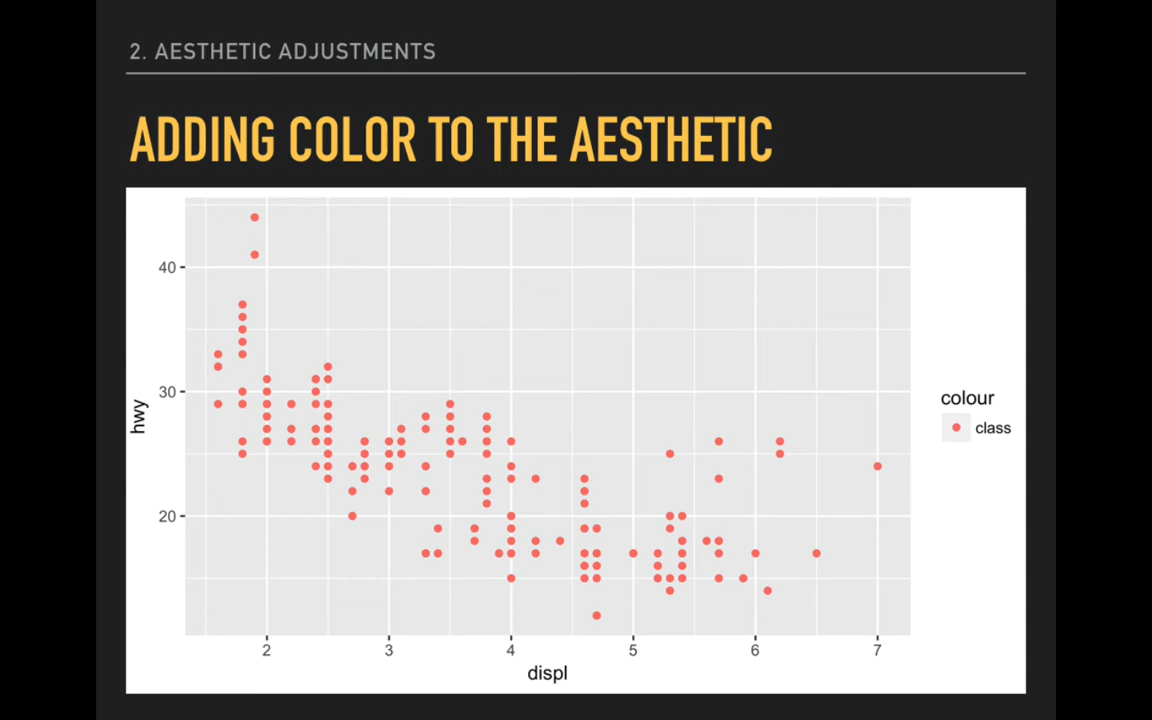 2. AESTHETIC ADJUSTMENTS
ADDING COLOR TO THE AESTHETIC
40
30
20
hwy
2 3 4 5 6 7
displ
colour
class